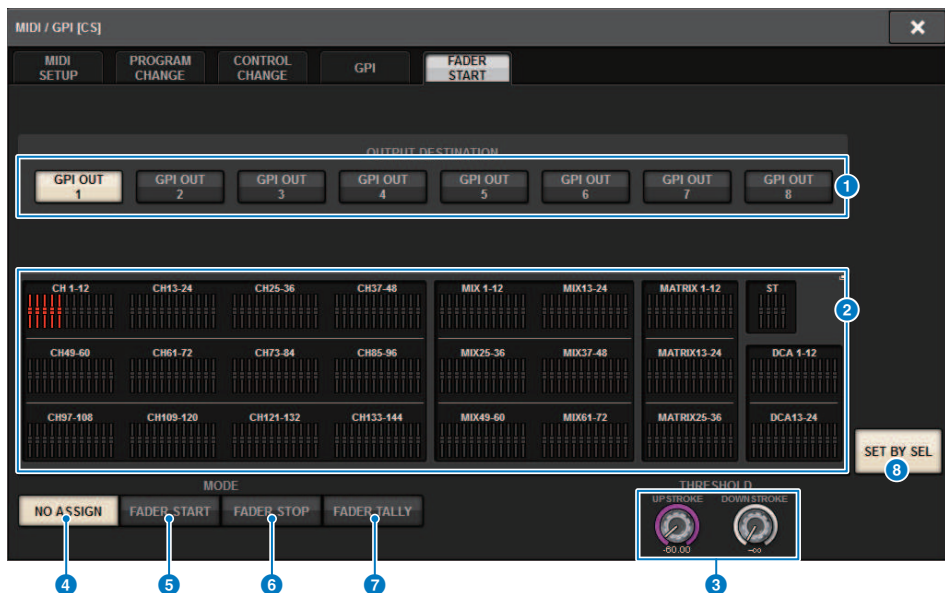 MIDI / GPI [CS]
MIDI SETUP
PROGRAM CHANGE
CONTROL CHANGE
GPI
FADER START
OUTPUT DESTINATION
GPI OUT 1
GPI OUT 2
GPI OUT 3
GPI OUT 4
GPI OUT 5
GPI OUT 6
GPI OUT 7
GPI OUT 8
1
CH 1-12
CH13-24
CH25-36
CH37-48
MIX 1-12
MIX13-24
MATRIX 1-12
ST
2
CH49-60
CH61-72
CH73-84
CH85-96
MIX25-36
MIX37-48
MATRIX13-24
DCA 1-12
CH97-108
CH109-120
CH121-132
CH133-144
MIX49-60
MIX61-72
MATRIX25-36
DCA13-24
SET BY SEL
8
MODE
THRESHOLD
NO ASSIGN
FADER START
FADER STOP
FADER TALLY
UP STROKE
DOWN STROKE
-60.00
-∞
4
5
6
7
3